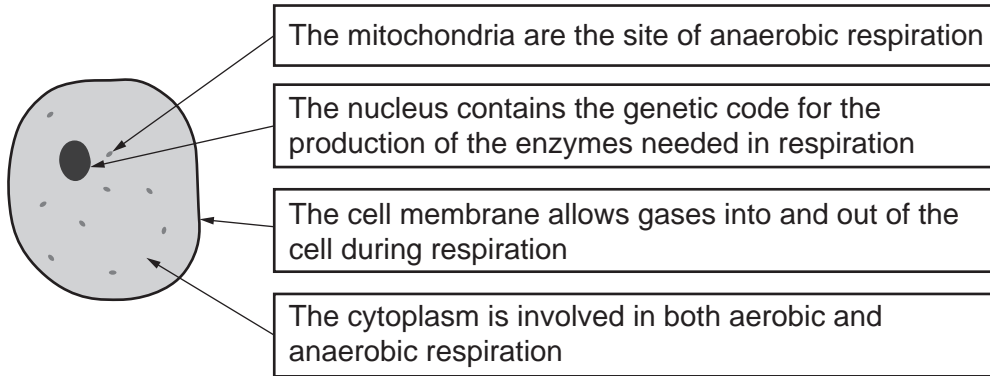 The mitochondria are the site of anaerobic respiration
The nucleus contains the genetic code for the
production of the enzymes needed in respiration
The cell membrane allows gases into and out of the
cell during respiration
The cytoplasm is involved in both aerobic and
anaerobic respiration